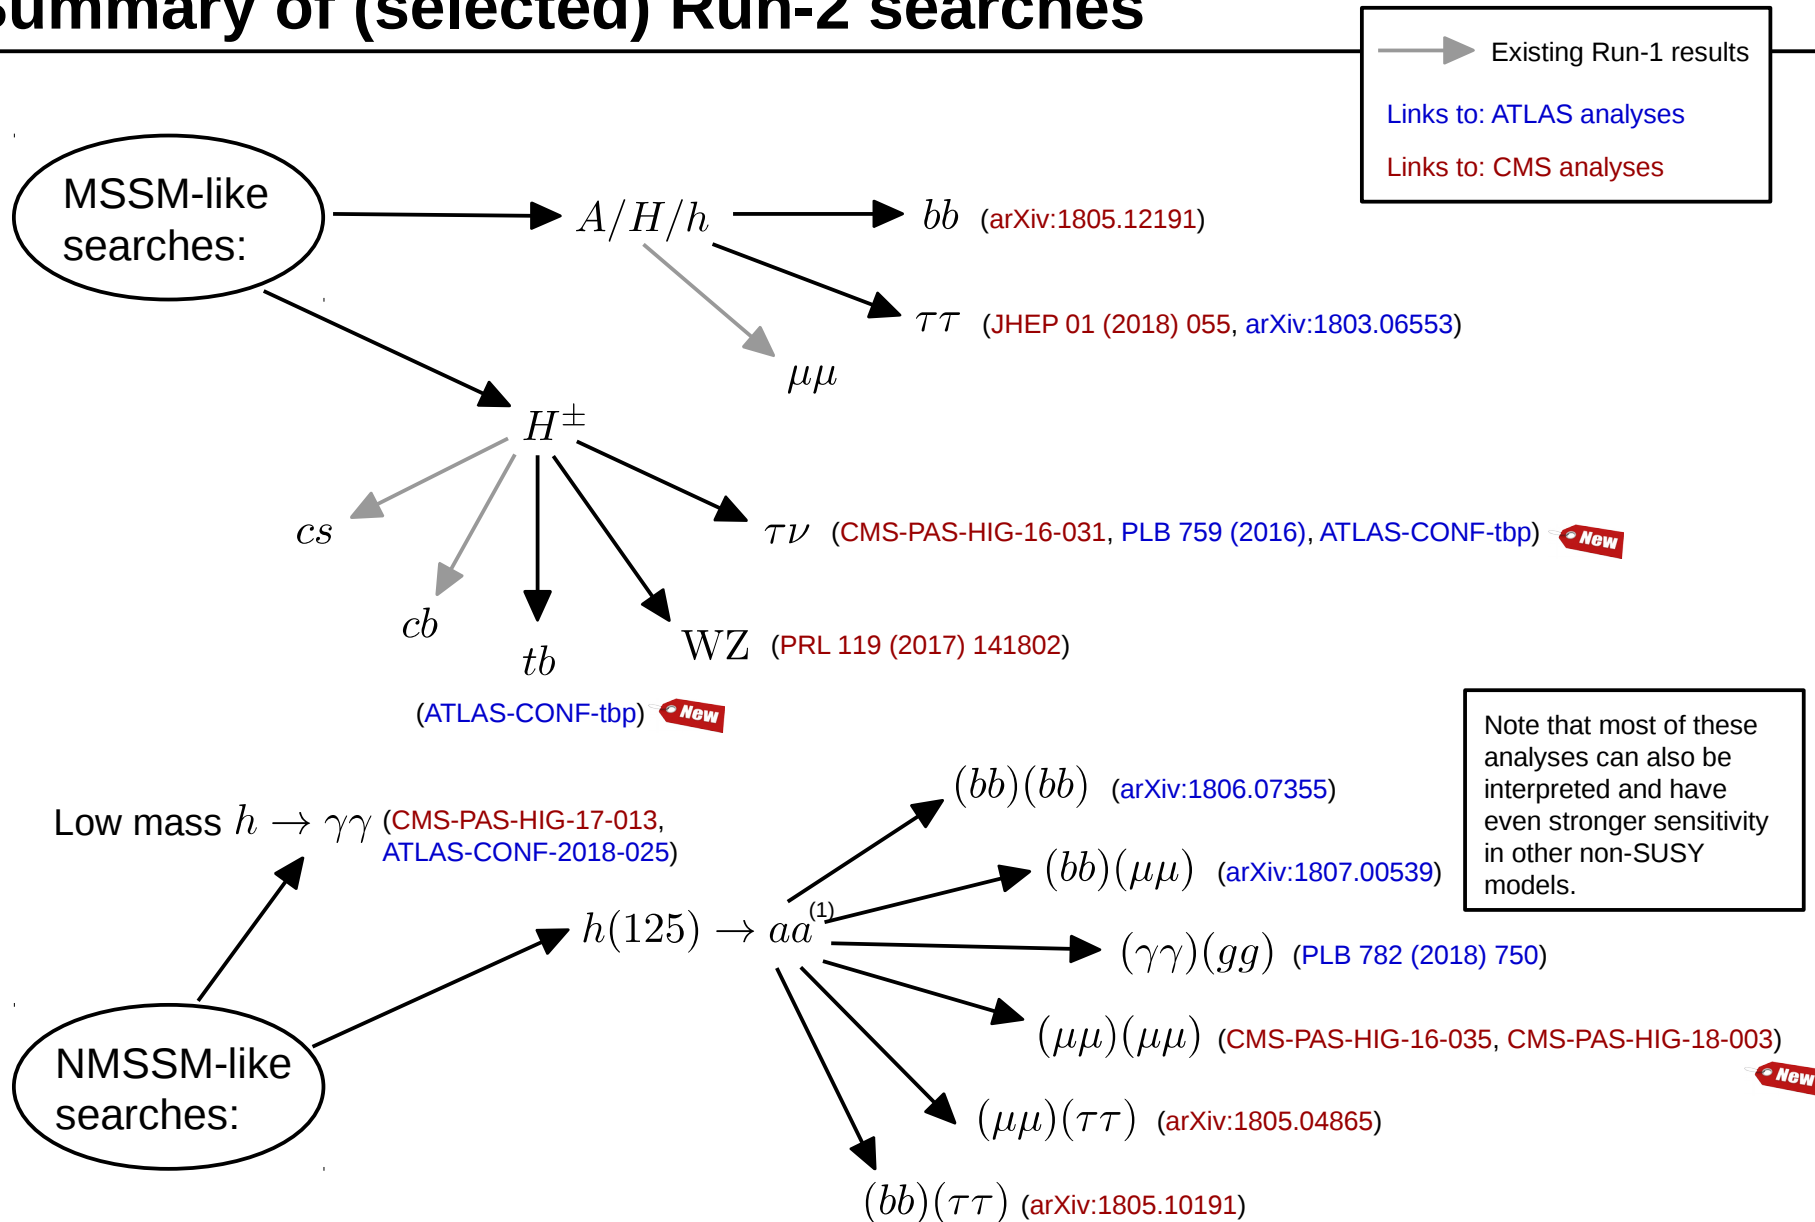 Summary of (selected) Run-2 searches
Existing Run-1 results
Links to: ATLAS analyses
Links to: CMS analyses
MSSM-like
searches:
A/H/h
bb (arXiv:1805.12191)
ττ (JHEP 01 (2018) 055, arXiv:1803.06553)
μμ
H±
cs
cb
tb
(ATLAS-CONF-tbp) New
WZ (PRL 119 (2017) 141802)
τν (CMS-PAS-HIG-16-031, PLB 759 (2016), ATLAS-CONF-tbp) New
Note that most of these
analyses can also be
interpreted and have
even stronger sensitivity
in other non-SUSY
models.
Low mass h → γγ (CMS-PAS-HIG-17-013,
ATLAS-CONF-2018-025)
NMSSM-like
searches:
h(125) → aa(1)
(bb)(bb) (arXiv:1806.07355)
(bb)(μμ) (arXiv:1807.00539)
(γγ)(gg) (PLB 782 (2018) 750)
(μμ)(μμ) (CMS-PAS-HIG-16-035, CMS-PAS-HIG-18-003)
New
(μμ)(ττ) (arXiv:1805.04865)
(bb)(ττ) (arXiv:1805.10191)